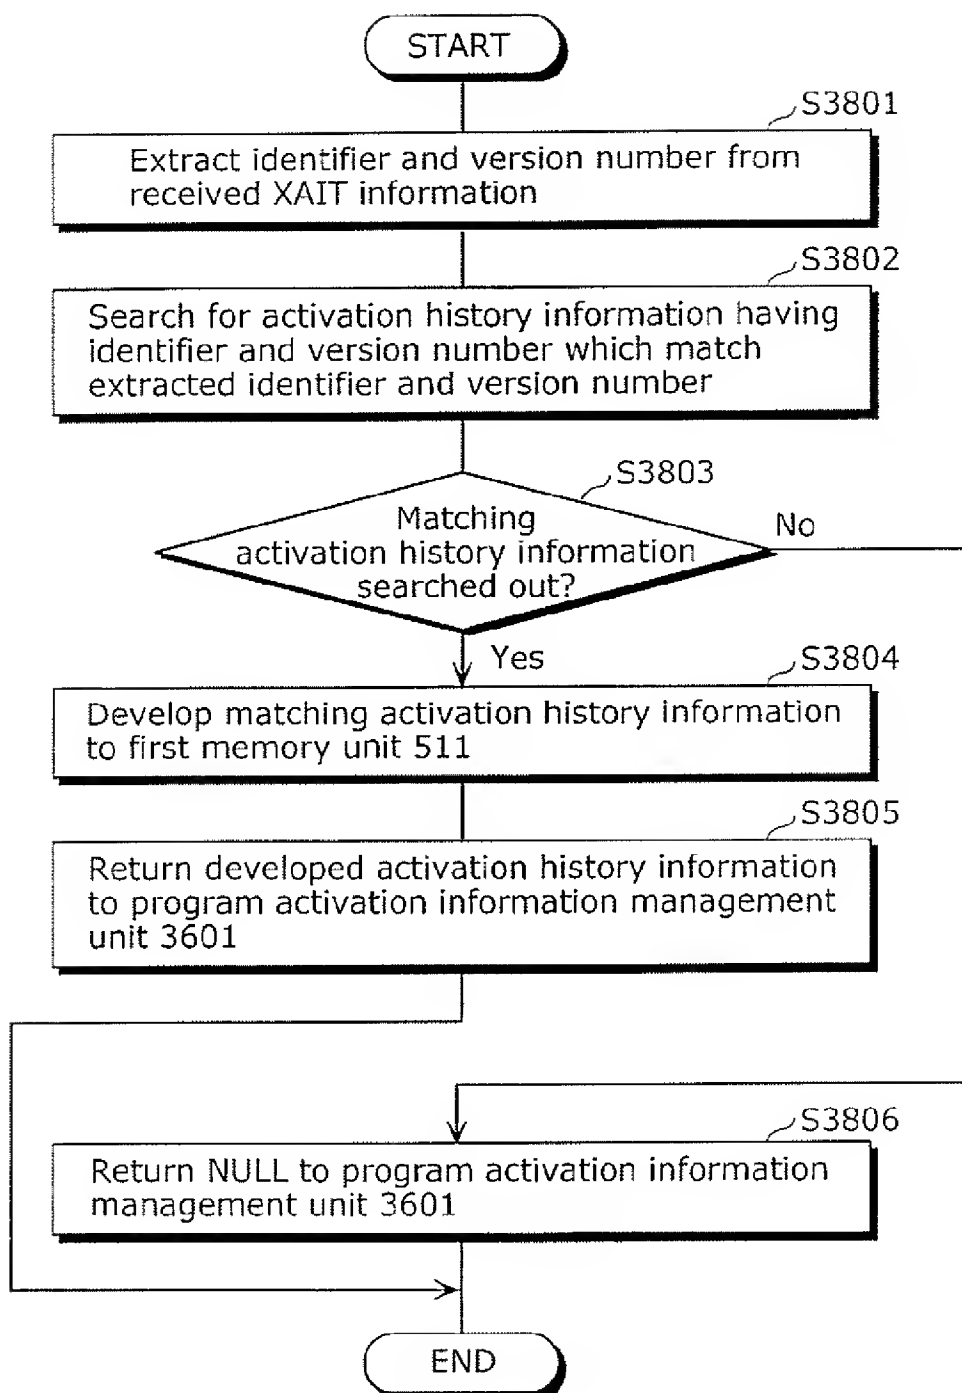 START
S3801
Extract identifier and version number from
received XAIT information
S3802
Search for activation history information having
identifier and version number which match
extracted identifier and version number
S3803
Matching
activation history information
searched out?
No
Yes
S3804
Develop matching activation history information
to first memory unit 511
S3805
Return developed activation history information
to program activation information management
unit 3601
S3806
Return NULL to program activation information
management unit 3601
END